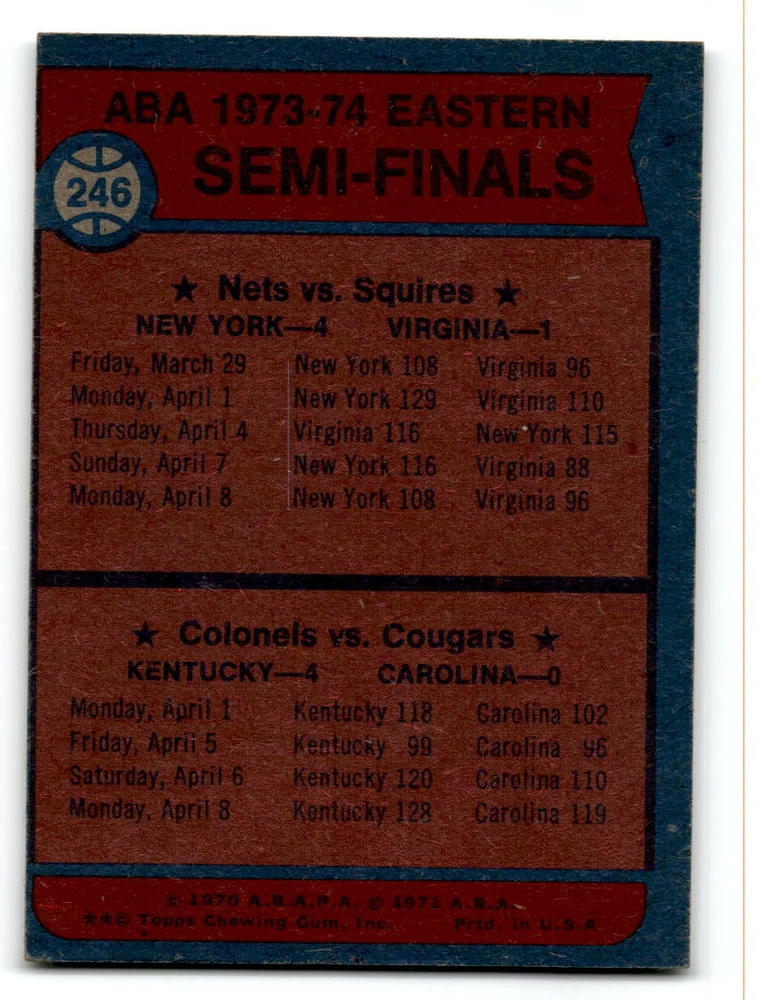 ABA 1973-74 EASTERN
SEMI-FINALS
246
★ Nets vs. Squires ★
NEW YORK—4 VIRGINIA—1
Friday, March 29 New York 108 Virginia 96
Monday, April 1 New York 129 Virginia 110
Thursday, April 4 Virginia 116 New York 115
Sunday, April 7 New York 116 Virginia 88
Monday, April 8 New York 108 Virginia 96
★ Colonels vs. Cougars ★
KENTUCKY—4 CAROLINA—0
Monday, April 1 Kentucky 118 Carolina 102
Friday, April 5 Kentucky 99 Carolina 96
Saturday, April 6 Kentucky 120 Carolina 110
Monday, April 8 Kentucky 128 Carolina 119
© 1970 A.B.A.P.A. © 1971 A.B.A.
★★© Topps Chewing Gum, Inc. Prtd. in U.S.A.